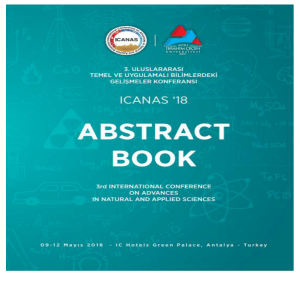 ICANAS
3. ULUSLARARASI
TEMEL VE UYGULAMALI BİLİMLERDEKİ
GELİŞMELER KONFERANSI
ICANAS '18
ABSTRACT
BOOK
3rd INTERNATIONAL CONFERENCE
ON ADVANCES
IN NATURAL AND APPLIED SCIENCES
09-12 Mayıs 2018 - IC Hotels Green Palace, Antalya - Turkey